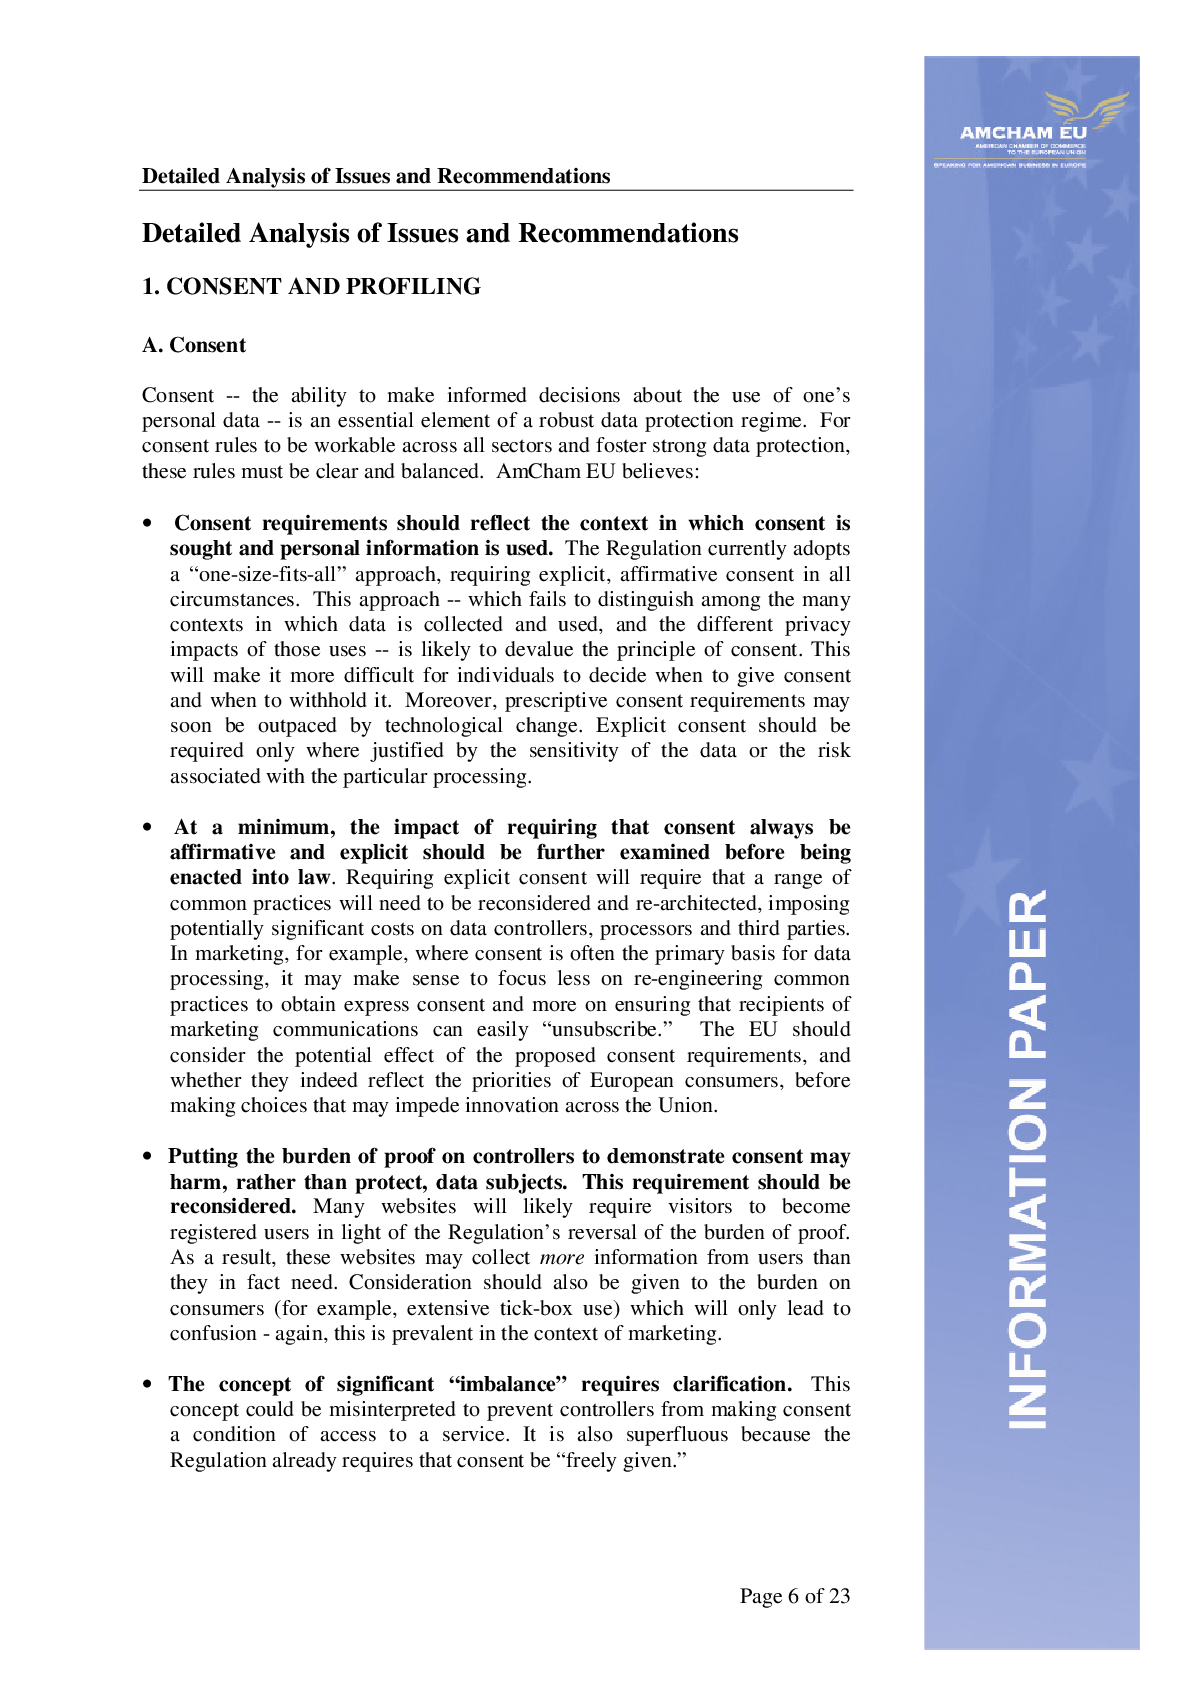 Detailed Analysis of Issues and Recommendations
Detailed Analysis of Issues and Recommendations
1. CONSENT AND PROFILING
A. Consent
Consent -- the ability to make informed decisions about the use of one’s
personal data -- is an essential element of a robust data protection regime.  For
consent rules to be workable across all sectors and foster strong data protection,
these rules must be clear and balanced.  AmCham EU believes:
• Consent requirements should reflect the context in which consent is
sought and personal information is used.  The Regulation currently adopts
a “one-size-fits-all” approach, requiring explicit, affirmative consent in all
circumstances.  This approach -- which fails to distinguish among the many
contexts in which data is collected and used, and the different privacy
impacts of those uses -- is likely to devalue the principle of consent. This
will make it more difficult for individuals to decide when to give consent
and when to withhold it.  Moreover, prescriptive consent requirements may
soon be outpaced by technological change. Explicit consent should be
required only where justified by the sensitivity of the data or the risk
associated with the particular processing.
• At a minimum, the impact of requiring that consent always be
affirmative and explicit should be further examined before being
enacted into law. Requiring explicit consent will require that a range of
common practices will need to be reconsidered and re-architected, imposing
potentially significant costs on data controllers, processors and third parties.
In marketing, for example, where consent is often the primary basis for data
processing, it may make sense to focus less on re-engineering common
practices to obtain express consent and more on ensuring that recipients of
marketing communications can easily “unsubscribe.”  The EU should
consider the potential effect of the proposed consent requirements, and
whether they indeed reflect the priorities of European consumers, before
making choices that may impede innovation across the Union.
• Putting the burden of proof on controllers to demonstrate consent may
harm, rather than protect, data subjects.  This requirement should be
reconsidered.  Many websites will likely require visitors to become
registered users in light of the Regulation’s reversal of the burden of proof.
As a result, these websites may collect more information from users than
they in fact need. Consideration should also be given to the burden on
consumers (for example, extensive tick-box use) which will only lead to
confusion - again, this is prevalent in the context of marketing.
• The concept of significant “imbalance” requires clarification.  This
concept could be misinterpreted to prevent controllers from making consent
a condition of access to a service. It is also superfluous because the
Regulation already requires that consent be “freely given.”
Page 6 of 23
AMCHAM EU
AMERICAN CHAMBER OF COMMERCE
TO THE EUROPEAN UNION
SPEAKING FOR AMERICAN BUSINESS IN EUROPE
INFORMATION PAPER